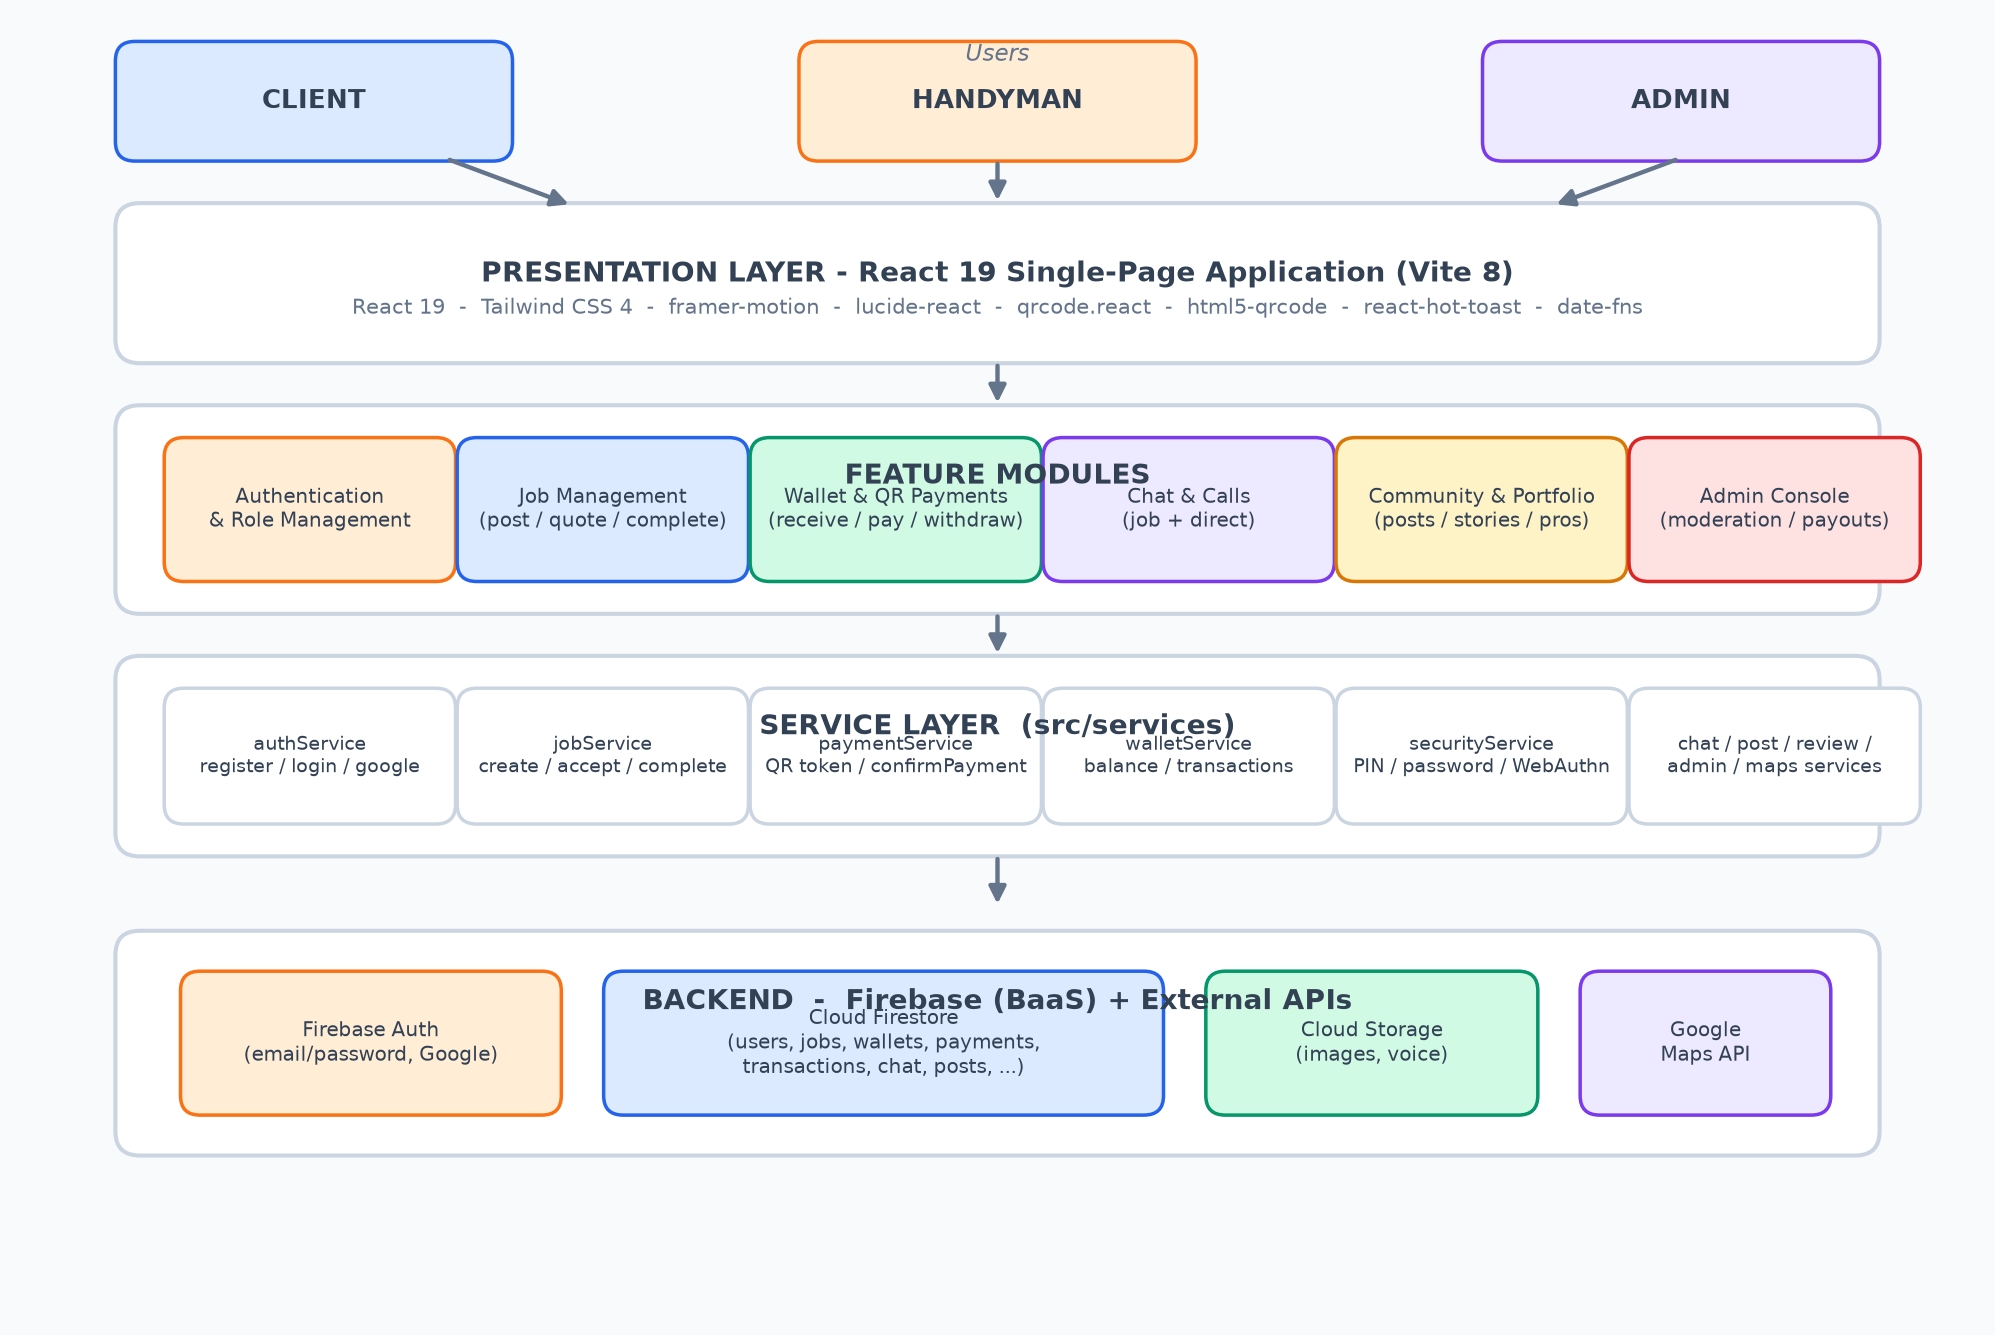 Users
CLIENT
HANDYMAN
ADMIN
PRESENTATION LAYER - React 19 Single-Page Application (Vite 8)
React 19 - Tailwind CSS 4 - framer-motion - lucide-react - qrcode.react - html5-qrcode - react-hot-toast - date-fns
FEATURE MODULES
Authentication
& Role Management
Job Management
(post / quote / complete)
Wallet & QR Payments
(receive / pay / withdraw)
Chat & Calls
(job + direct)
Community & Portfolio
(posts / stories / pros)
Admin Console
(moderation / payouts)
SERVICE LAYER (src/services)
authService
register / login / google
jobService
create / accept / complete
paymentService
QR token / confirmPayment
walletService
balance / transactions
securityService
PIN / password / WebAuthn
chat / post / review /
admin / maps services
BACKEND - Firebase (BaaS) + External APIs
Firebase Auth
(email/password, Google)
Cloud Firestore
(users, jobs, wallets, payments,
transactions, chat, posts, ...)
Cloud Storage
(images, voice)
Google
Maps API